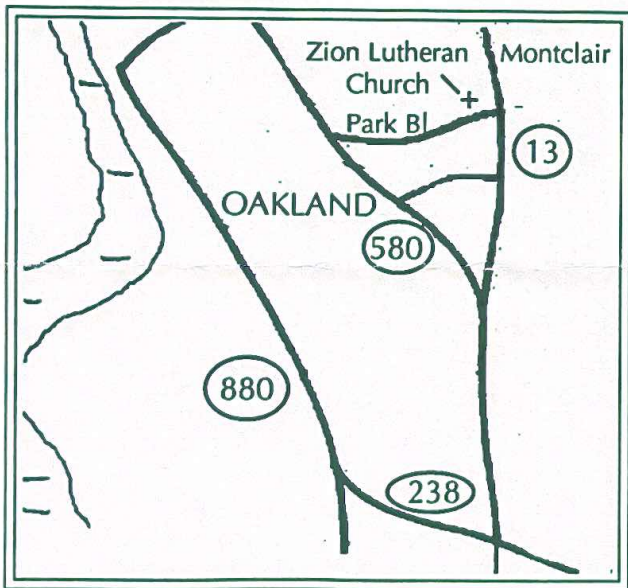 Zion Lutheran
Church
Montclair
Park Bl
13
OAKLAND
580
880
238